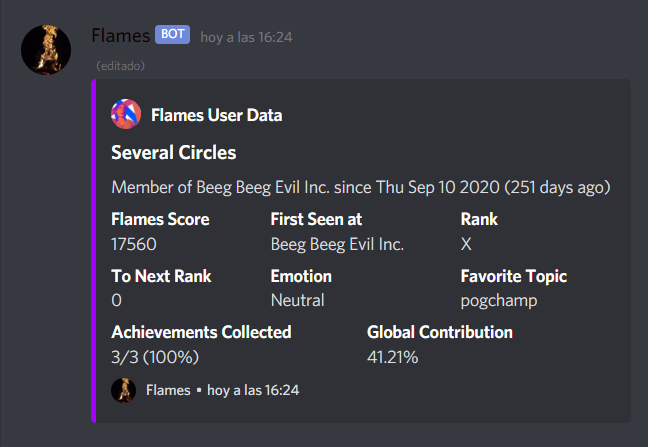 Flames BOT hoy a las 16:24
(editado)
Flames User Data
Several Circles
Member of Beeg Beeg Evil Inc. since Thu Sep 10 2020 (251 days ago)
Flames Score First Seen at Rank
17560 Beeg Beeg Evil Inc. X
To Next Rank Emotion Favorite Topic
0 Neutral pogchamp
Achievements Collected Global Contribution
3/3 (100%) 41.21%
Flames • hoy a las 16:24